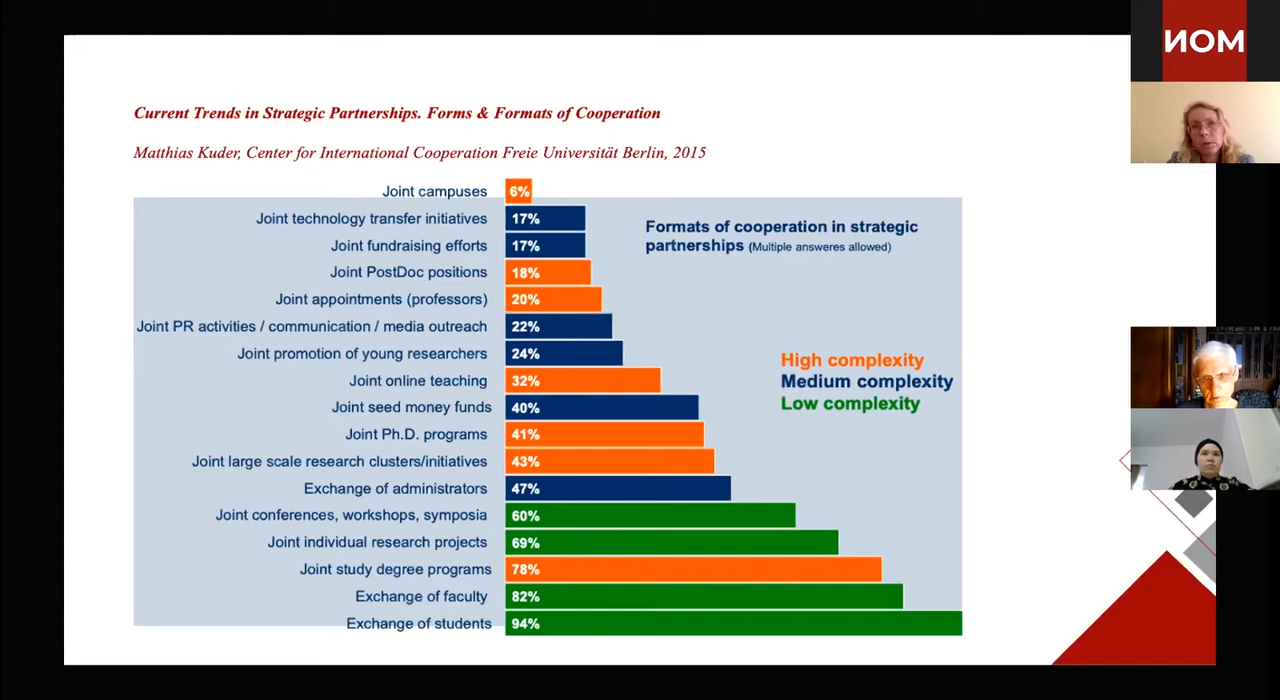 ИОМ
Current Trends in Strategic Partnerships. Forms & Formats of Cooperation
Matthias Kuder, Center for International Cooperation Freie Universität Berlin, 2015
Joint campuses 6%
Joint technology transfer initiatives 17%
Joint fundraising efforts 17%
Joint PostDoc positions 18%
Joint appointments (professors) 20%
Joint PR activities / communication / media outreach 22%
Joint promotion of young researchers 24%
Joint online teaching 32%
Joint seed money funds 40%
Joint Ph.D. programs 41%
Joint large scale research clusters/initiatives 43%
Exchange of administrators 47%
Joint conferences, workshops, symposia 60%
Joint individual research projects 69%
Joint study degree programs 78%
Exchange of faculty 82%
Exchange of students 94%
Formats of cooperation in strategic
partnerships (Multiple answeres allowed)
High complexity
Medium complexity
Low complexity